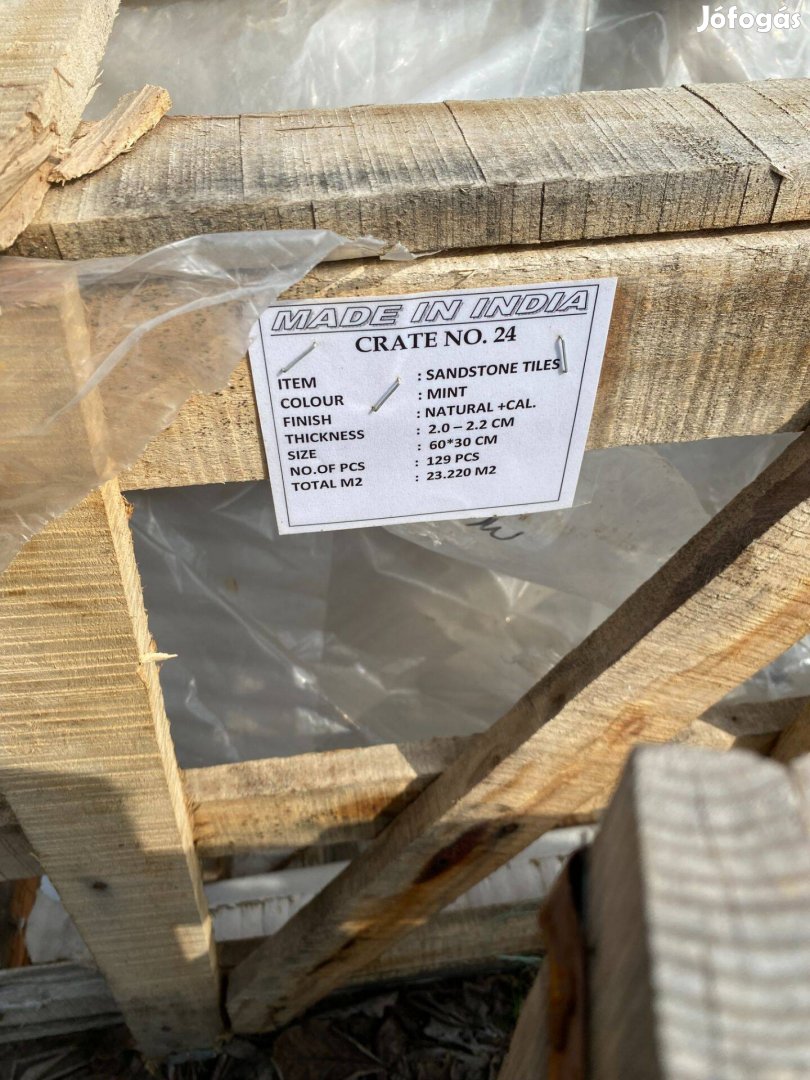 Jófogás
MADE IN INDIA
CRATE NO. 24
ITEM : SANDSTONE TILES
COLOUR : MINT
FINISH : NATURAL +CAL.
THICKNESS : 2.0 – 2.2 CM
SIZE : 60*30 CM
NO.OF PCS : 129 PCS
TOTAL M2 : 23.220 M2